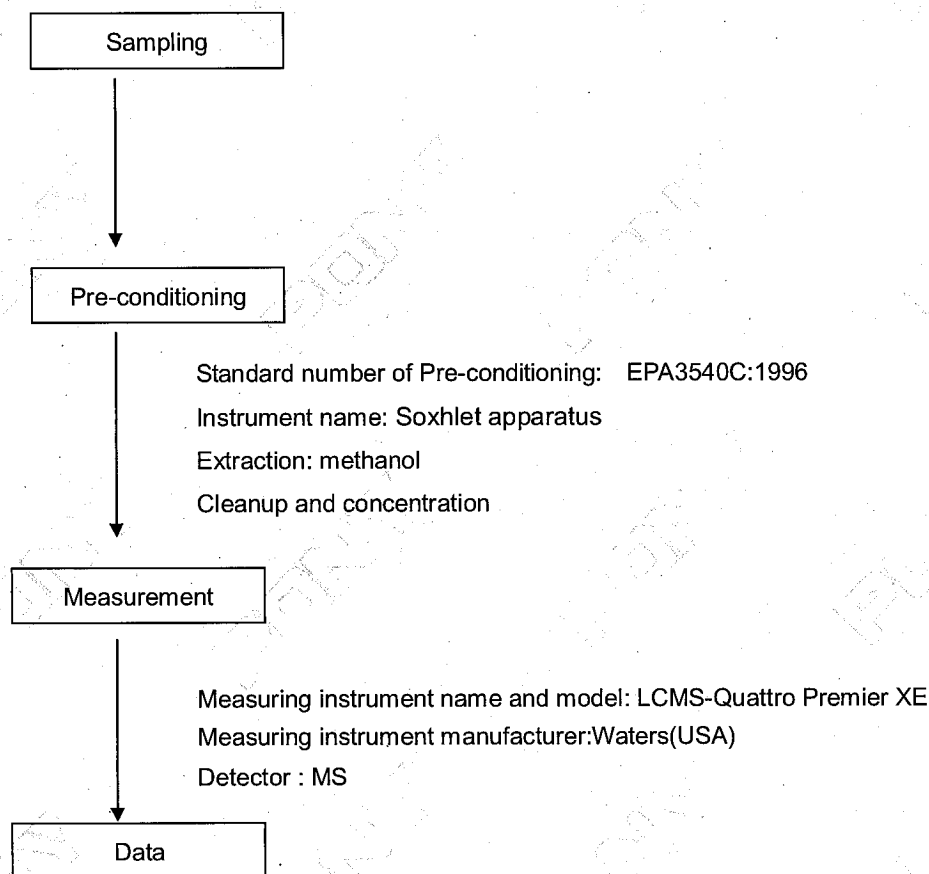 Sampling
Pre-conditioning
Standard number of Pre-conditioning: EPA3540C:1996
Instrument name: Soxhlet apparatus
Extraction: methanol
Cleanup and concentration
Measurement
Measuring instrument name and model: LCMS-Quattro Premier XE
Measuring instrument manufacturer:Waters(USA)
Detector : MS
Data